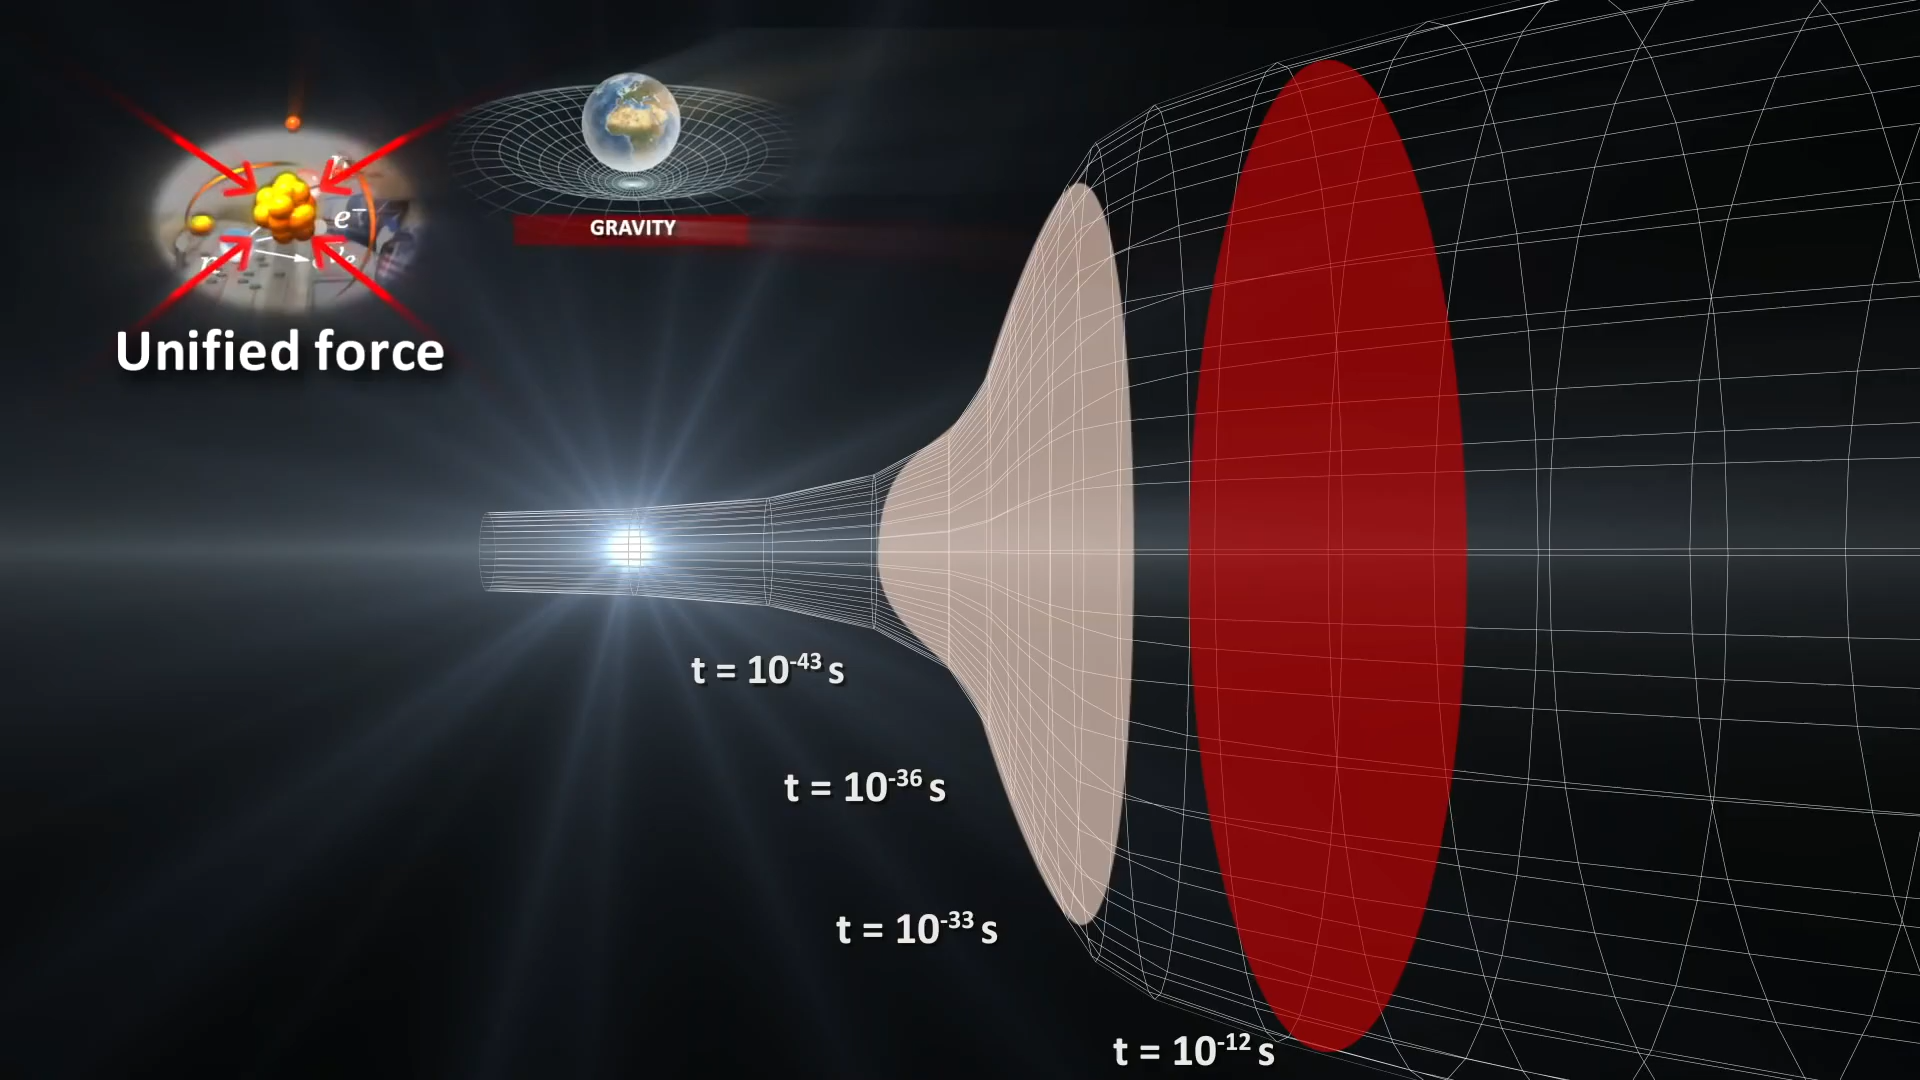 e⁻
GRAVITY
Unified force
t = 10⁻⁴³ s
t = 10⁻³⁶ s
t = 10⁻³³ s
t = 10⁻¹² s